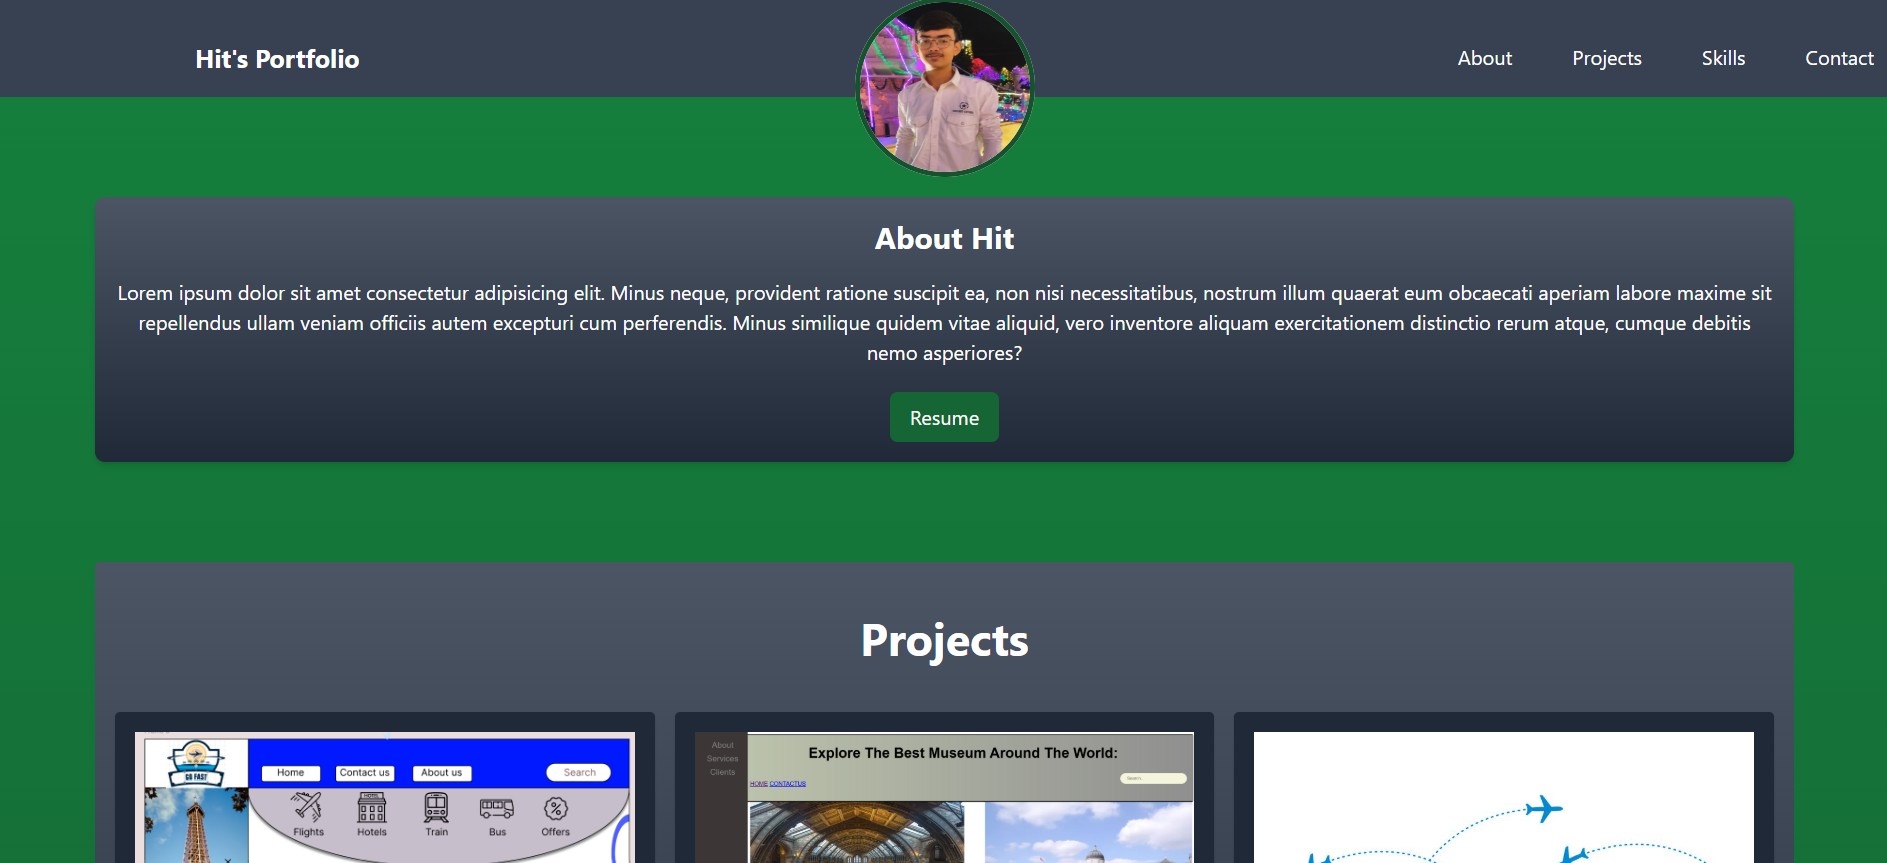 Hit's Portfolio
About
Projects
Skills
Contact
About Hit
Lorem ipsum dolor sit amet consectetur adipisicing elit. Minus neque, provident ratione suscipit ea, non nisi necessitatibus, nostrum illum quaerat eum obcaecati aperiam labore maxime sit
repellendus ullam veniam officiis autem excepturi cum perferendis. Minus similique quidem vitae aliquid, vero inventore aliquam exercitationem distinctio rerum atque, cumque debitis
nemo asperiores?
Resume
Projects
GO FAST
Home
Contact us
About us
Search
HOTEL
Flights
Hotels
Train
Bus
Offers
About
Services
Clients
Explore The Best Museum Around The World:
HOME CONTACTUS